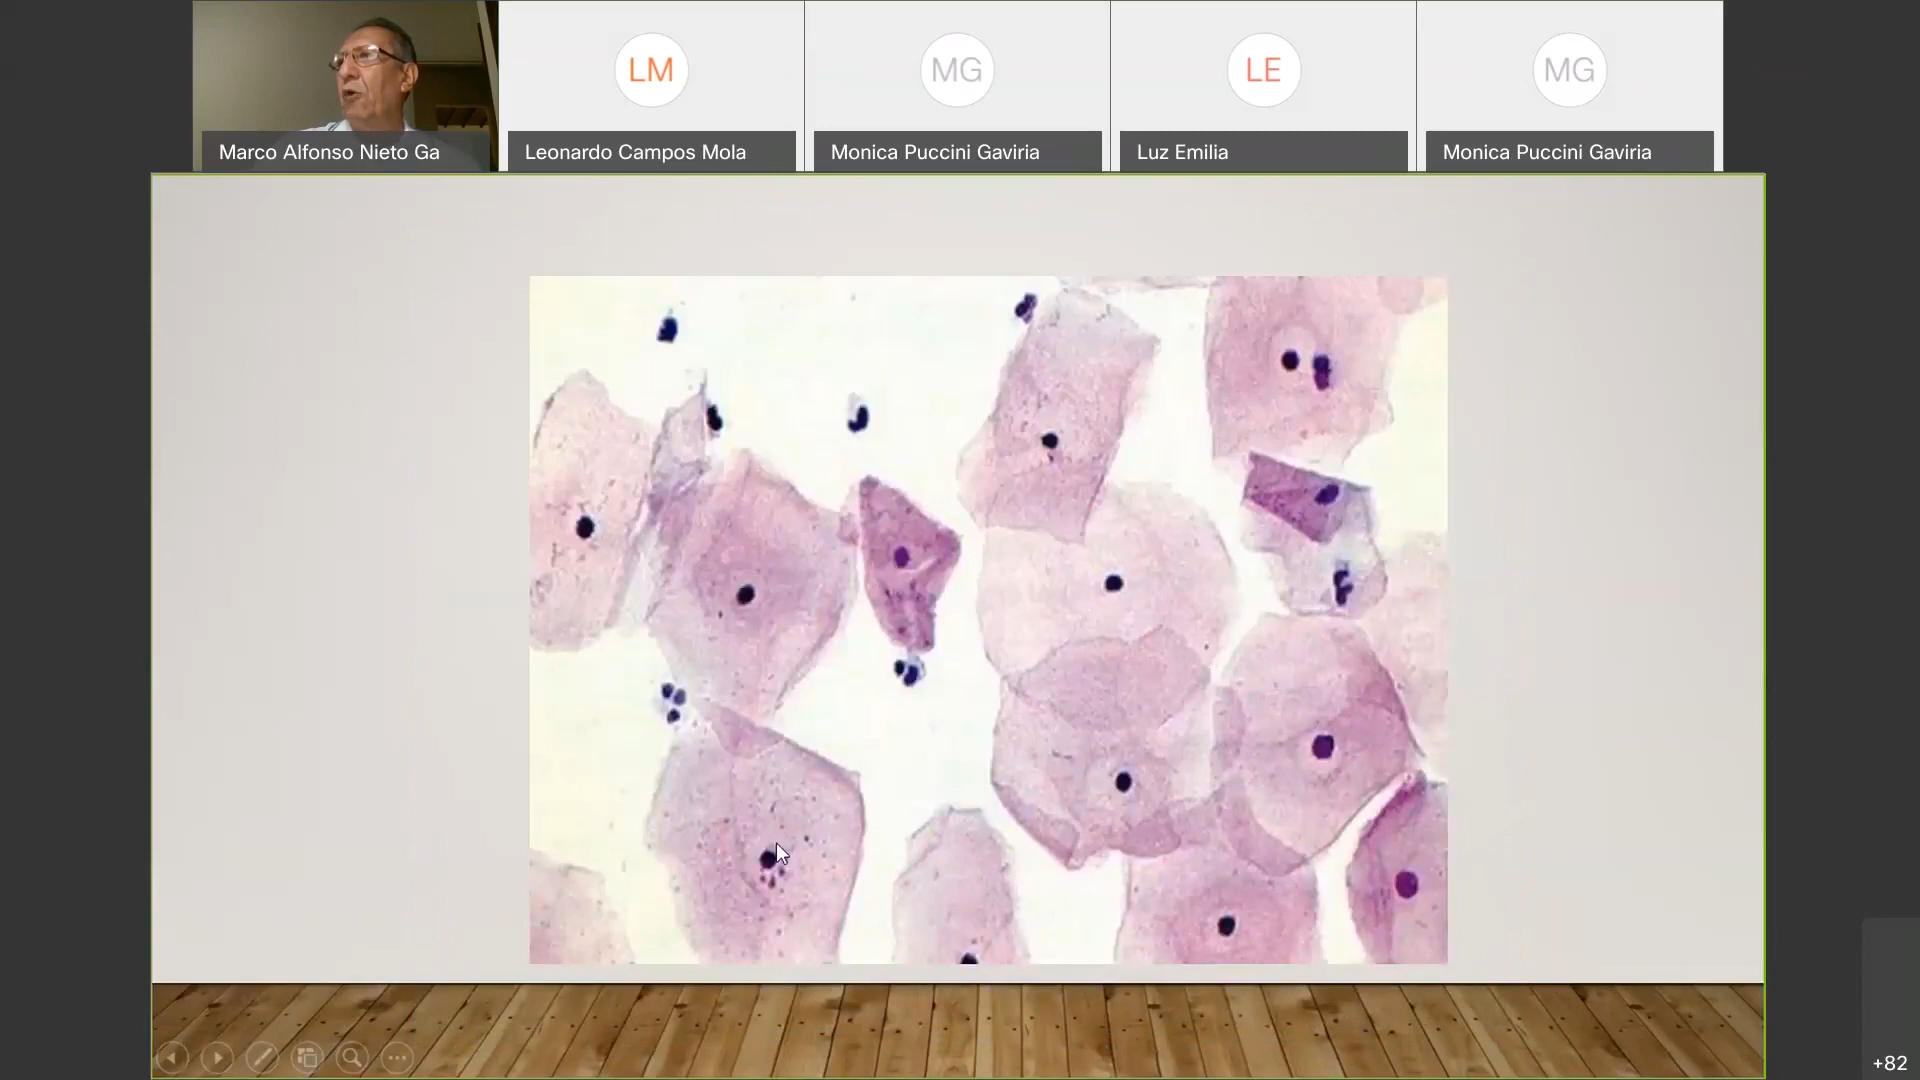 LM
MG
LE
MG
Marco Alfonso Nieto Ga
Leonardo Campos Mola
Monica Puccini Gaviria
Luz Emilia
Monica Puccini Gaviria
+82